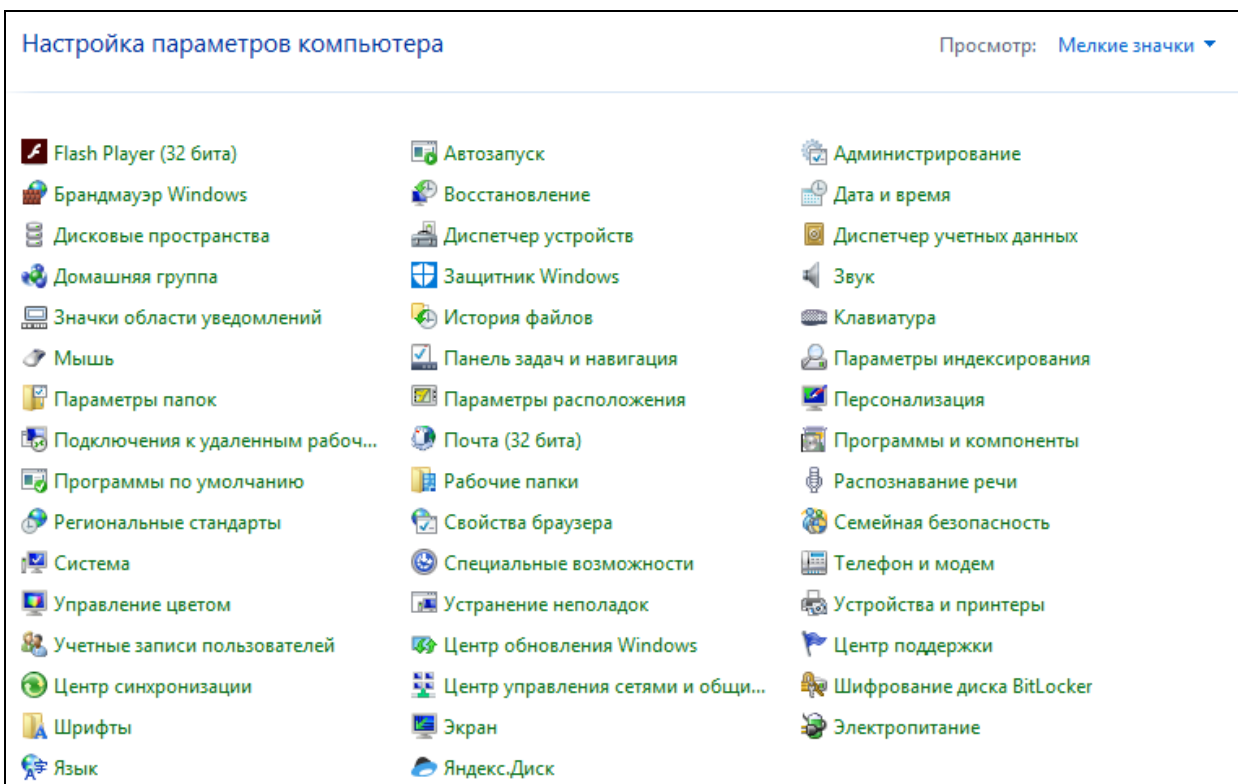 Настройка параметров компьютера
Просмотр: Мелкие значки
Flash Player (32 бита)
Автозапуск
Администрирование
Брандмауэр Windows
Восстановление
Дата и время
Дисковые пространства
Диспетчер устройств
Диспетчер учетных данных
Домашняя группа
Защитник Windows
Звук
Значки области уведомлений
История файлов
Клавиатура
Мышь
Панель задач и навигация
Параметры индексирования
Параметры папок
Параметры расположения
Персонализация
Подключения к удаленным рабоч...
Почта (32 бита)
Программы и компоненты
Программы по умолчанию
Рабочие папки
Распознавание речи
Региональные стандарты
Свойства браузера
Семейная безопасность
Система
Специальные возможности
Телефон и модем
Управление цветом
Устранение неполадок
Устройства и принтеры
Учетные записи пользователей
Центр обновления Windows
Центр поддержки
Центр синхронизации
Центр управления сетями и общи...
Шифрование диска BitLocker
Шрифты
Экран
Электропитание
Язык
Яндекс.Диск